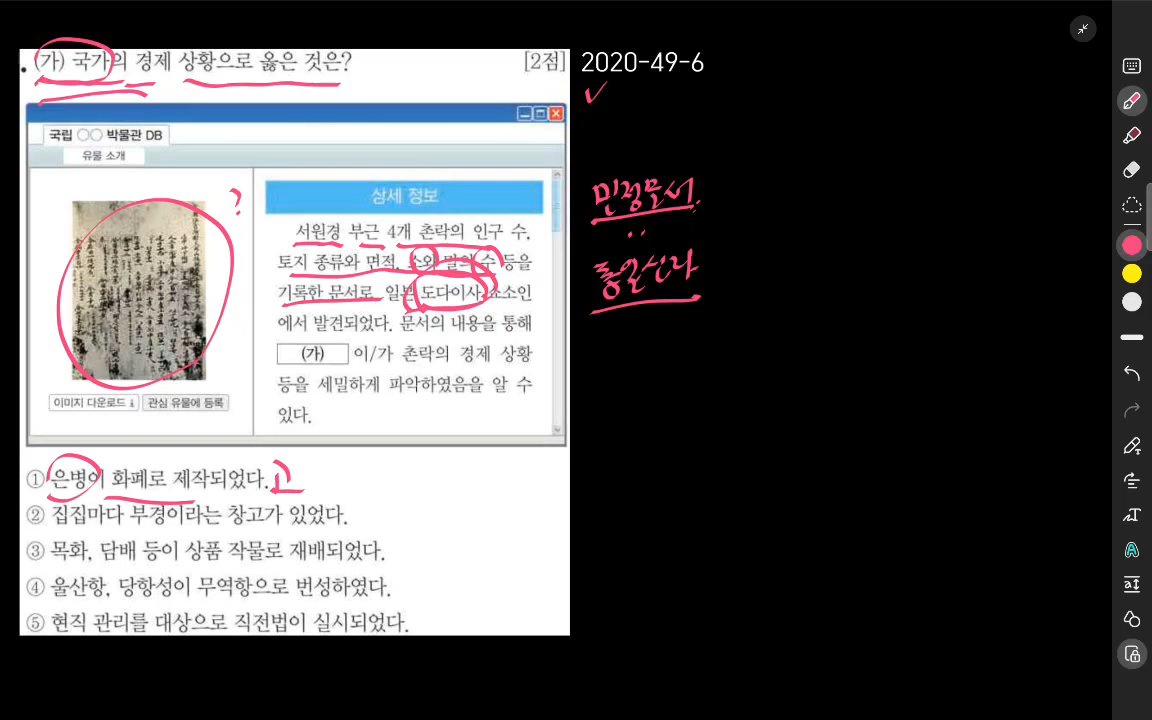 . (가) 국가의 경제 상황으로 옳은 것은? [2점]
2020-49-6
국립 ○○ 박물관 DB
유물 소개
?
상세 정보
서원경 부근 4개 촌락의 인구 수,
토지 종류와 면적, 소와 말의 수 등을
기록한 문서로, 일본 도다이사 쇼소인
에서 발견되었다. 문서의 내용을 통해
(가) 이/가 촌락의 경제 상황
등을 세밀하게 파악하였음을 알 수
있다.
이미지 다운로드 관심 유물에 등록
민정문서
통일신라
① 은병이 화폐로 제작되었다. 고
② 집집마다 부경이라는 창고가 있었다.
③ 목화, 담배 등이 상품 작물로 재배되었다.
④ 울산항, 당항성이 무역항으로 번성하였다.
⑤ 현직 관리를 대상으로 직전법이 실시되었다.